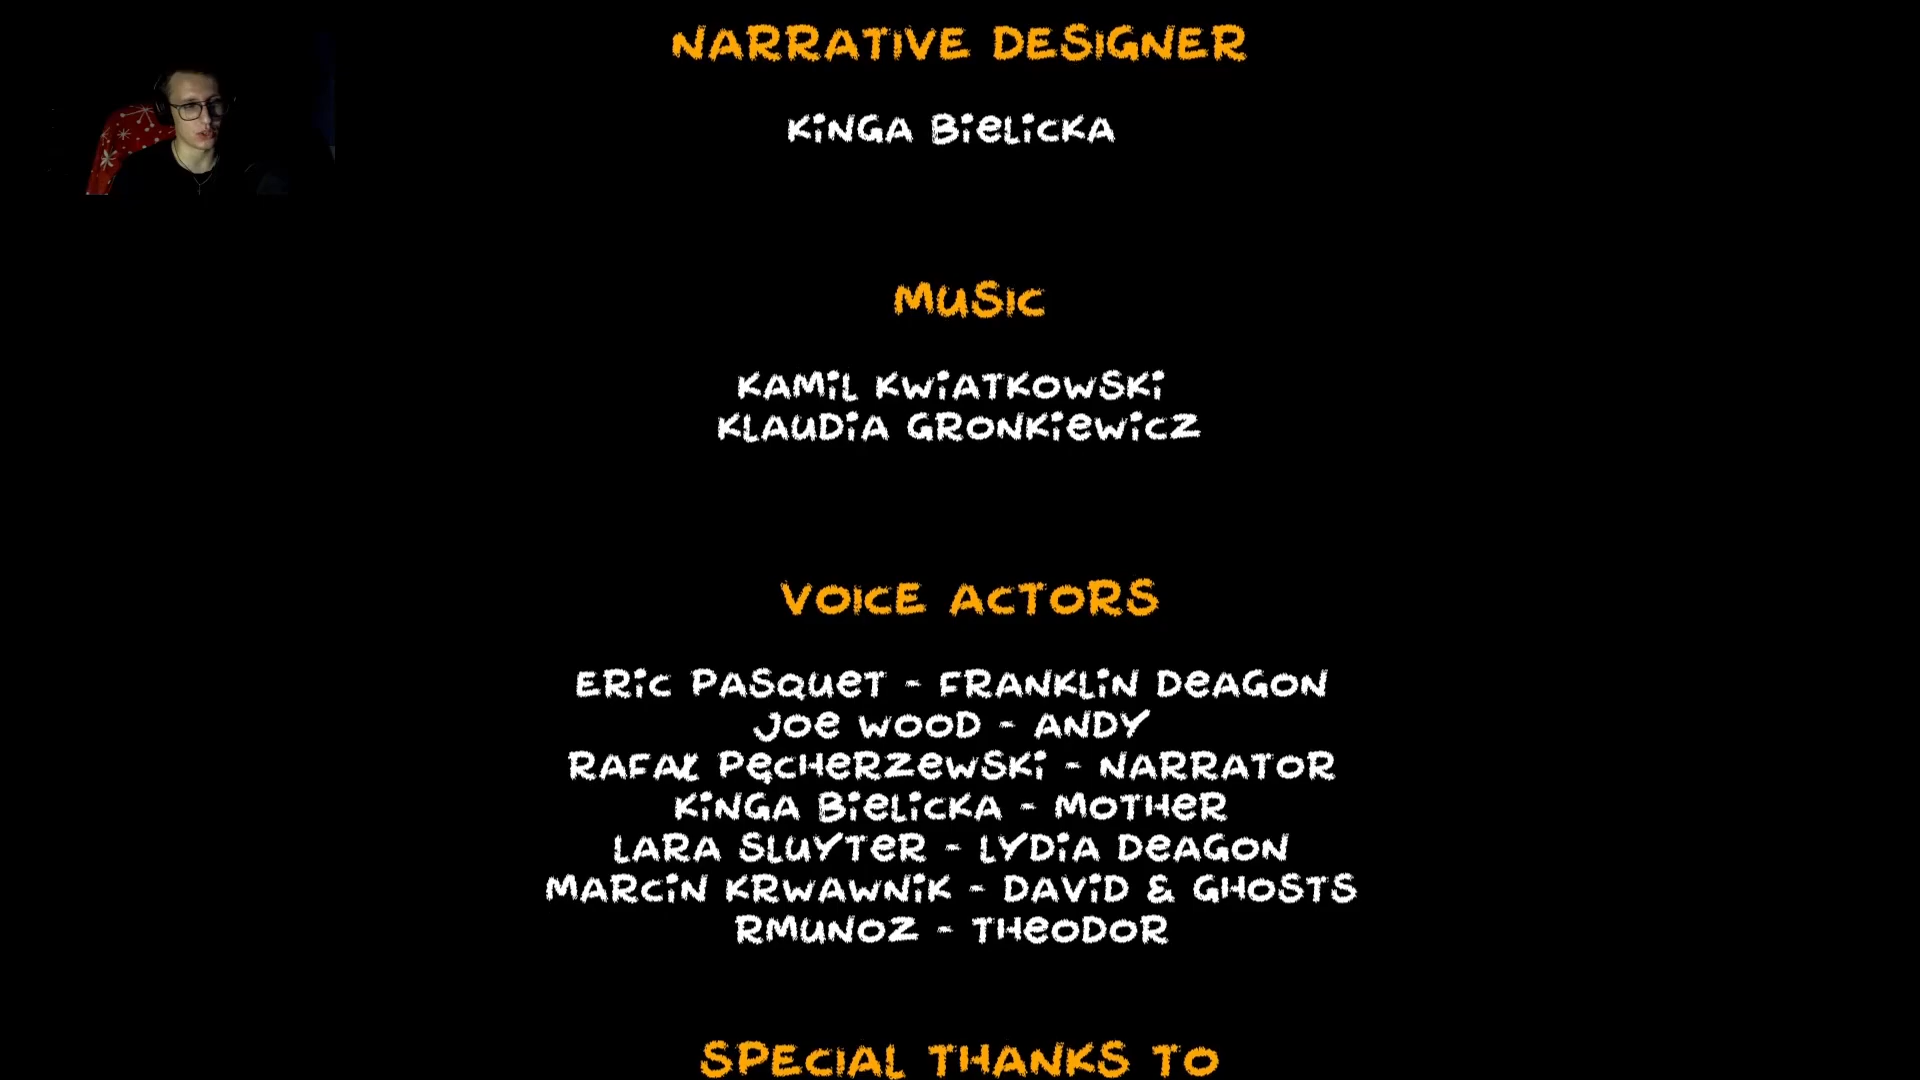 NARRATIVE DESIGNER
KINGA BIELICKA
MUSIC
KAMIL KWIATKOWSKI
KLAUDIA GRONKIEWICZ
VOICE ACTORS
ERIC PASQUET - FRANKLIN DEAGON
JOE WOOD - ANDY
RAFAŁ PĘCHERZEWSKI - NARRATOR
KINGA BIELICKA - MOTHER
LARA SLUYTER - LYDIA DEAGON
MARCIN KRWAWNIK - DAVID & GHOSTS
RMUNOZ - THEODOR
SPECIAL THANKS TO